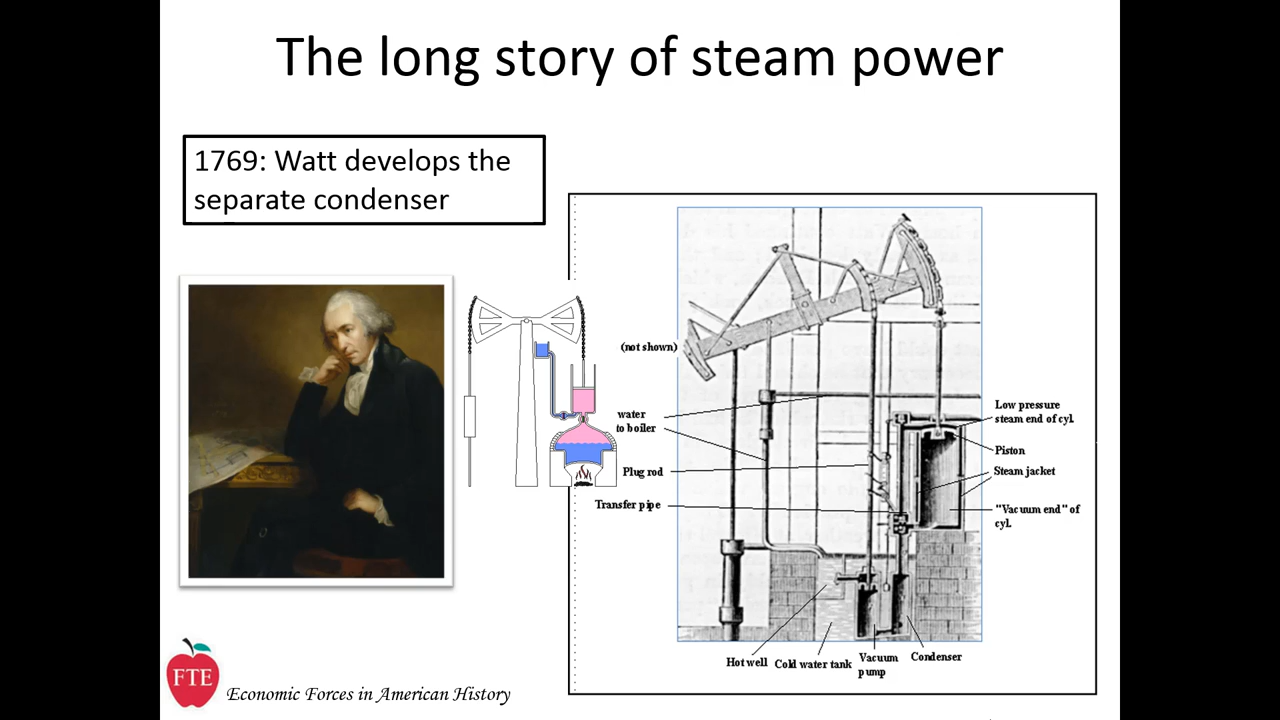 The long story of steam power
1769: Watt develops the
separate condenser
(not shown)
water
to boiler
Plug rod
Transfer pipe
Low pressure
steam end of cyl.
Piston
Steam jacket
"Vacuum end" of
cyl.
Hot well
Cold water tank
Vacuum
pump
Condenser
FTE
Economic Forces in American History